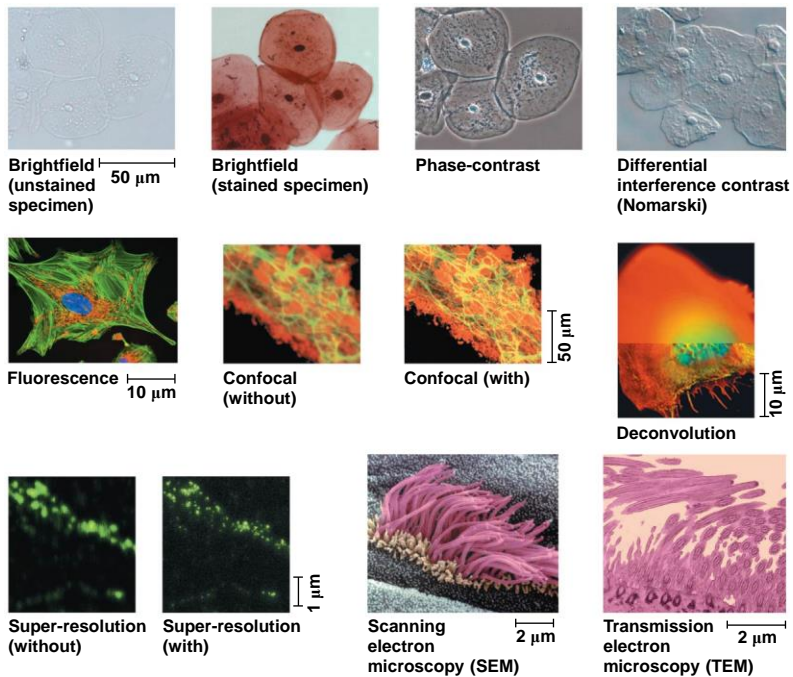 Brightfield
(unstained
specimen)
50 μm
Brightfield
(stained specimen)
Phase-contrast
Differential
interference contrast
(Nomarski)
Fluorescence
10 μm
Confocal
(without)
Confocal (with)
50 μm
Deconvolution
10 μm
Super-resolution
(without)
Super-resolution
(with)
1 μm
Scanning
electron
microscopy (SEM)
2 μm
Transmission
electron
microscopy (TEM)
2 μm